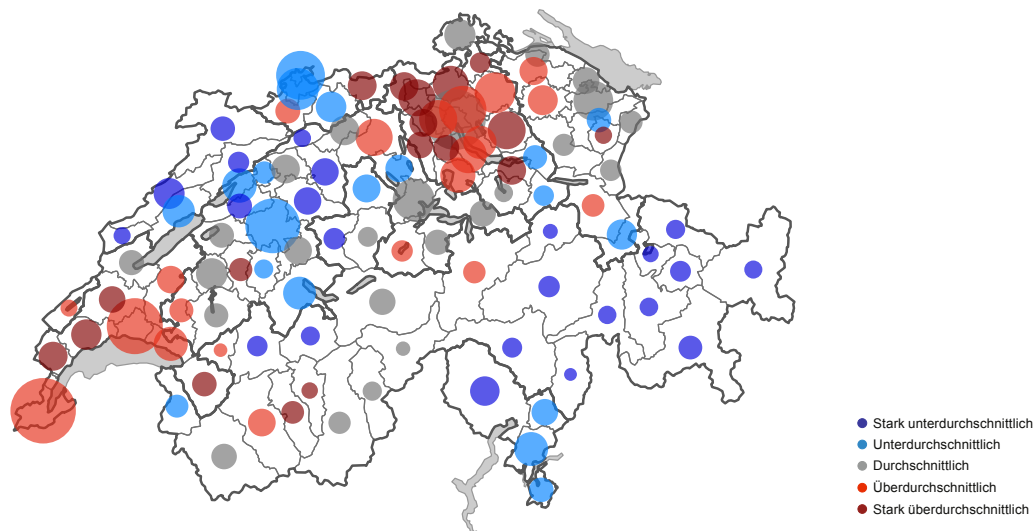 Stark unterdurchschnittlich
Unterdurchschnittlich
Durchschnittlich
Überdurchschnittlich
Stark überdurchschnittlich